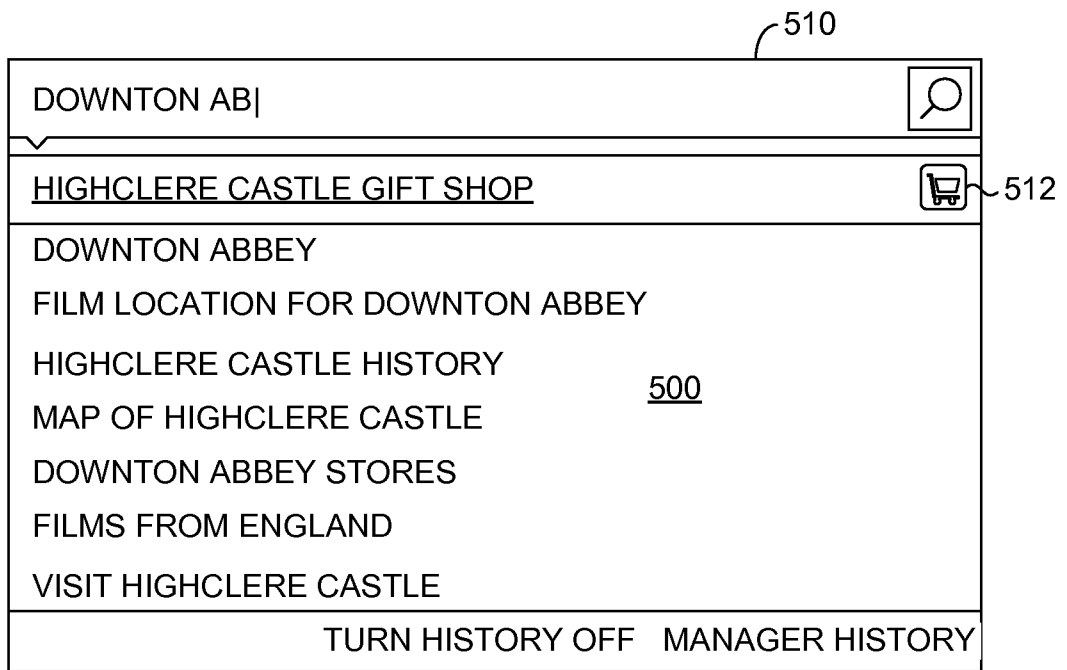 510
DOWNTON AB|
HIGHCLERE CASTLE GIFT SHOP
512
DOWNTON ABBEY
FILM LOCATION FOR DOWNTON ABBEY
HIGHCLERE CASTLE HISTORY
500
MAP OF HIGHCLERE CASTLE
DOWNTON ABBEY STORES
FILMS FROM ENGLAND
VISIT HIGHCLERE CASTLE
TURN HISTORY OFF MANAGER HISTORY